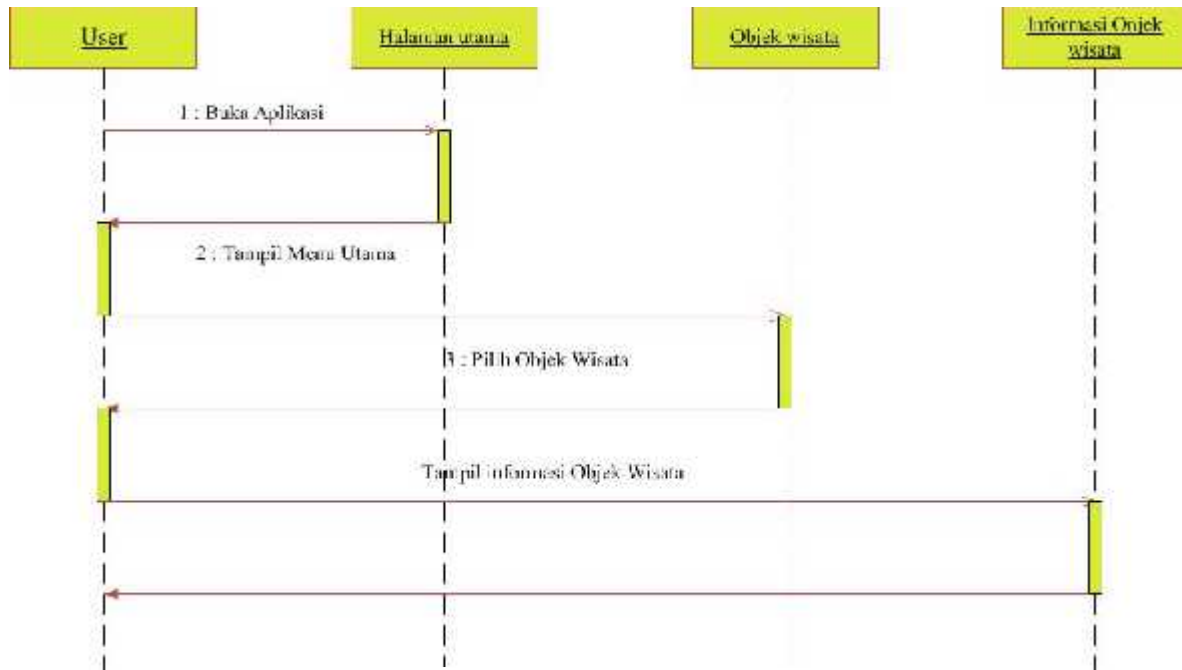 User
Halaman utama
Objek wisata
Informasi Onjek
wisata
1 : Buka Aplikasi
2 : Tampil Menu Utama
3 : Pilih Objek Wisata
Tampil informasi Objek Wisata